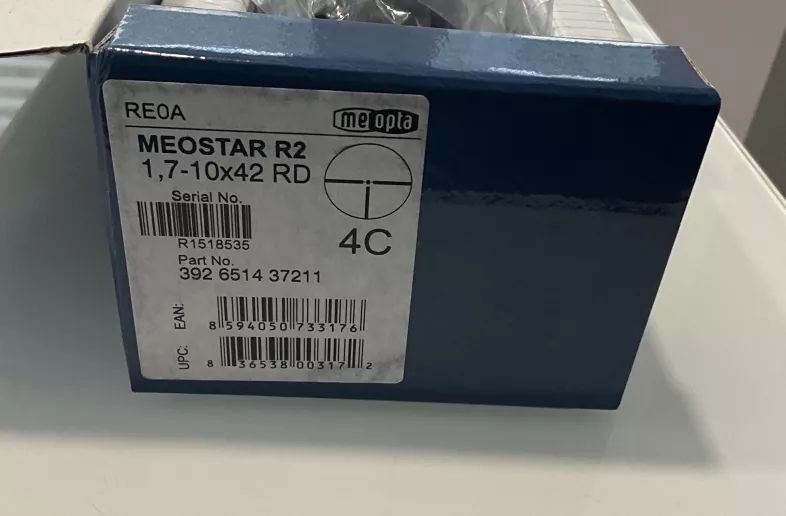 RE0A
meopta
MEOSTAR R2
1,7-10x42 RD
Serial No.
R1518535
4C
Part No.
392 6514 37211
EAN:
8 594050 733176
UPC:
8 36538 00317 2